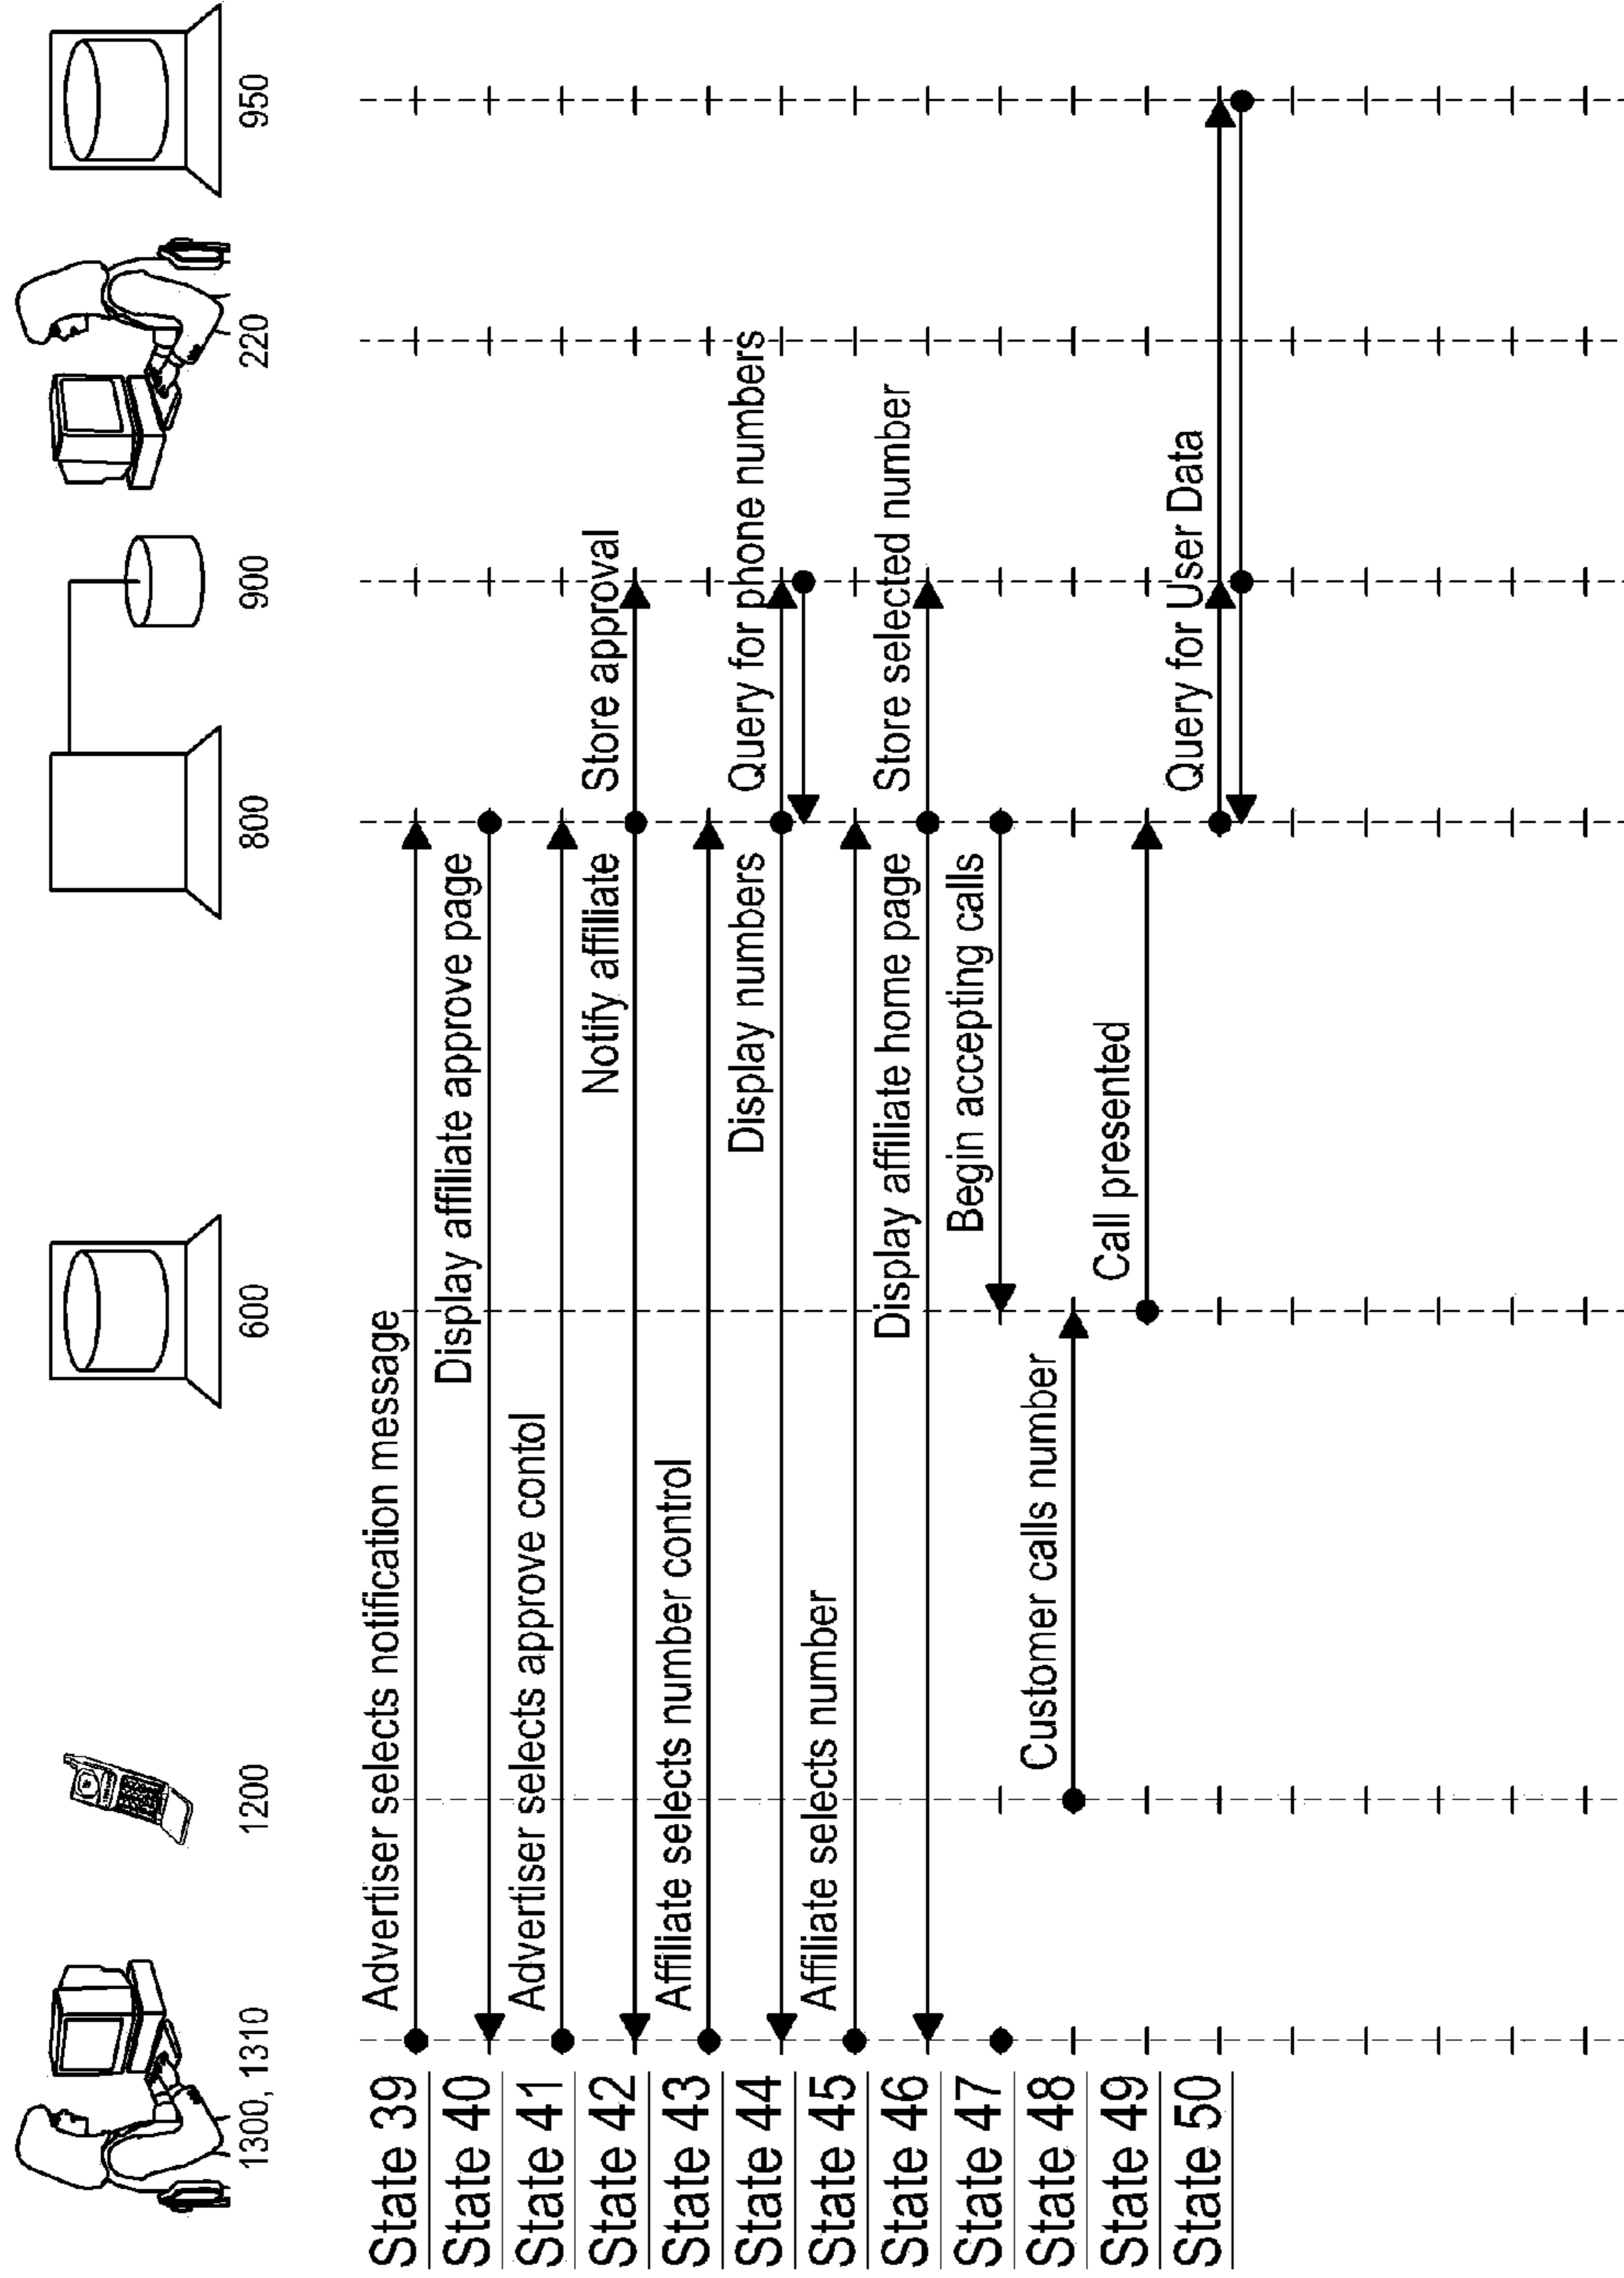 1300, 1310
1200
600
800
900
220
950
State 39
Advertiser selects notification message
State 40
Display affiliate approve page
State 41
Advertiser selects approve contol
State 42
Notify affiliate
Store approval
State 43
Affiliate selects number control
State 44
Display numbers
Query for phone numbers
State 45
Affiliate selects number
State 46
Display affiliate home page
Store selected number
State 47
Begin accepting calls
State 48
Customer calls number
State 49
Call presented
State 50
Query for User Data